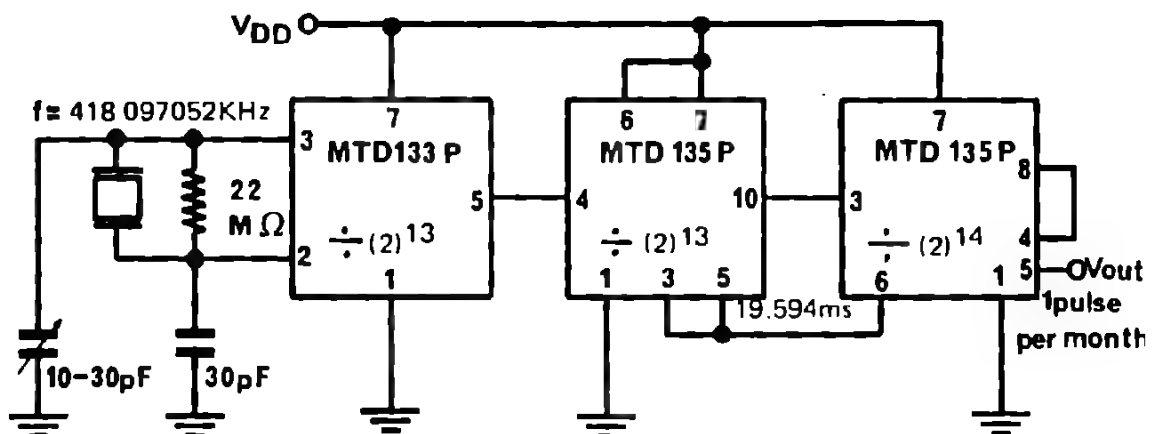 VDD
f= 418 097052KHz
3
2
7
MTD133 P
÷ (2)13
1
5
22
MΩ
10-30pF
30pF
4
6
7
MTD 135P
÷ (2)13
1
3
5
10
19.594ms
3
7
MTD 135 P
÷ (2)14
6
1
8
4
5
Vout
1pulse
per month